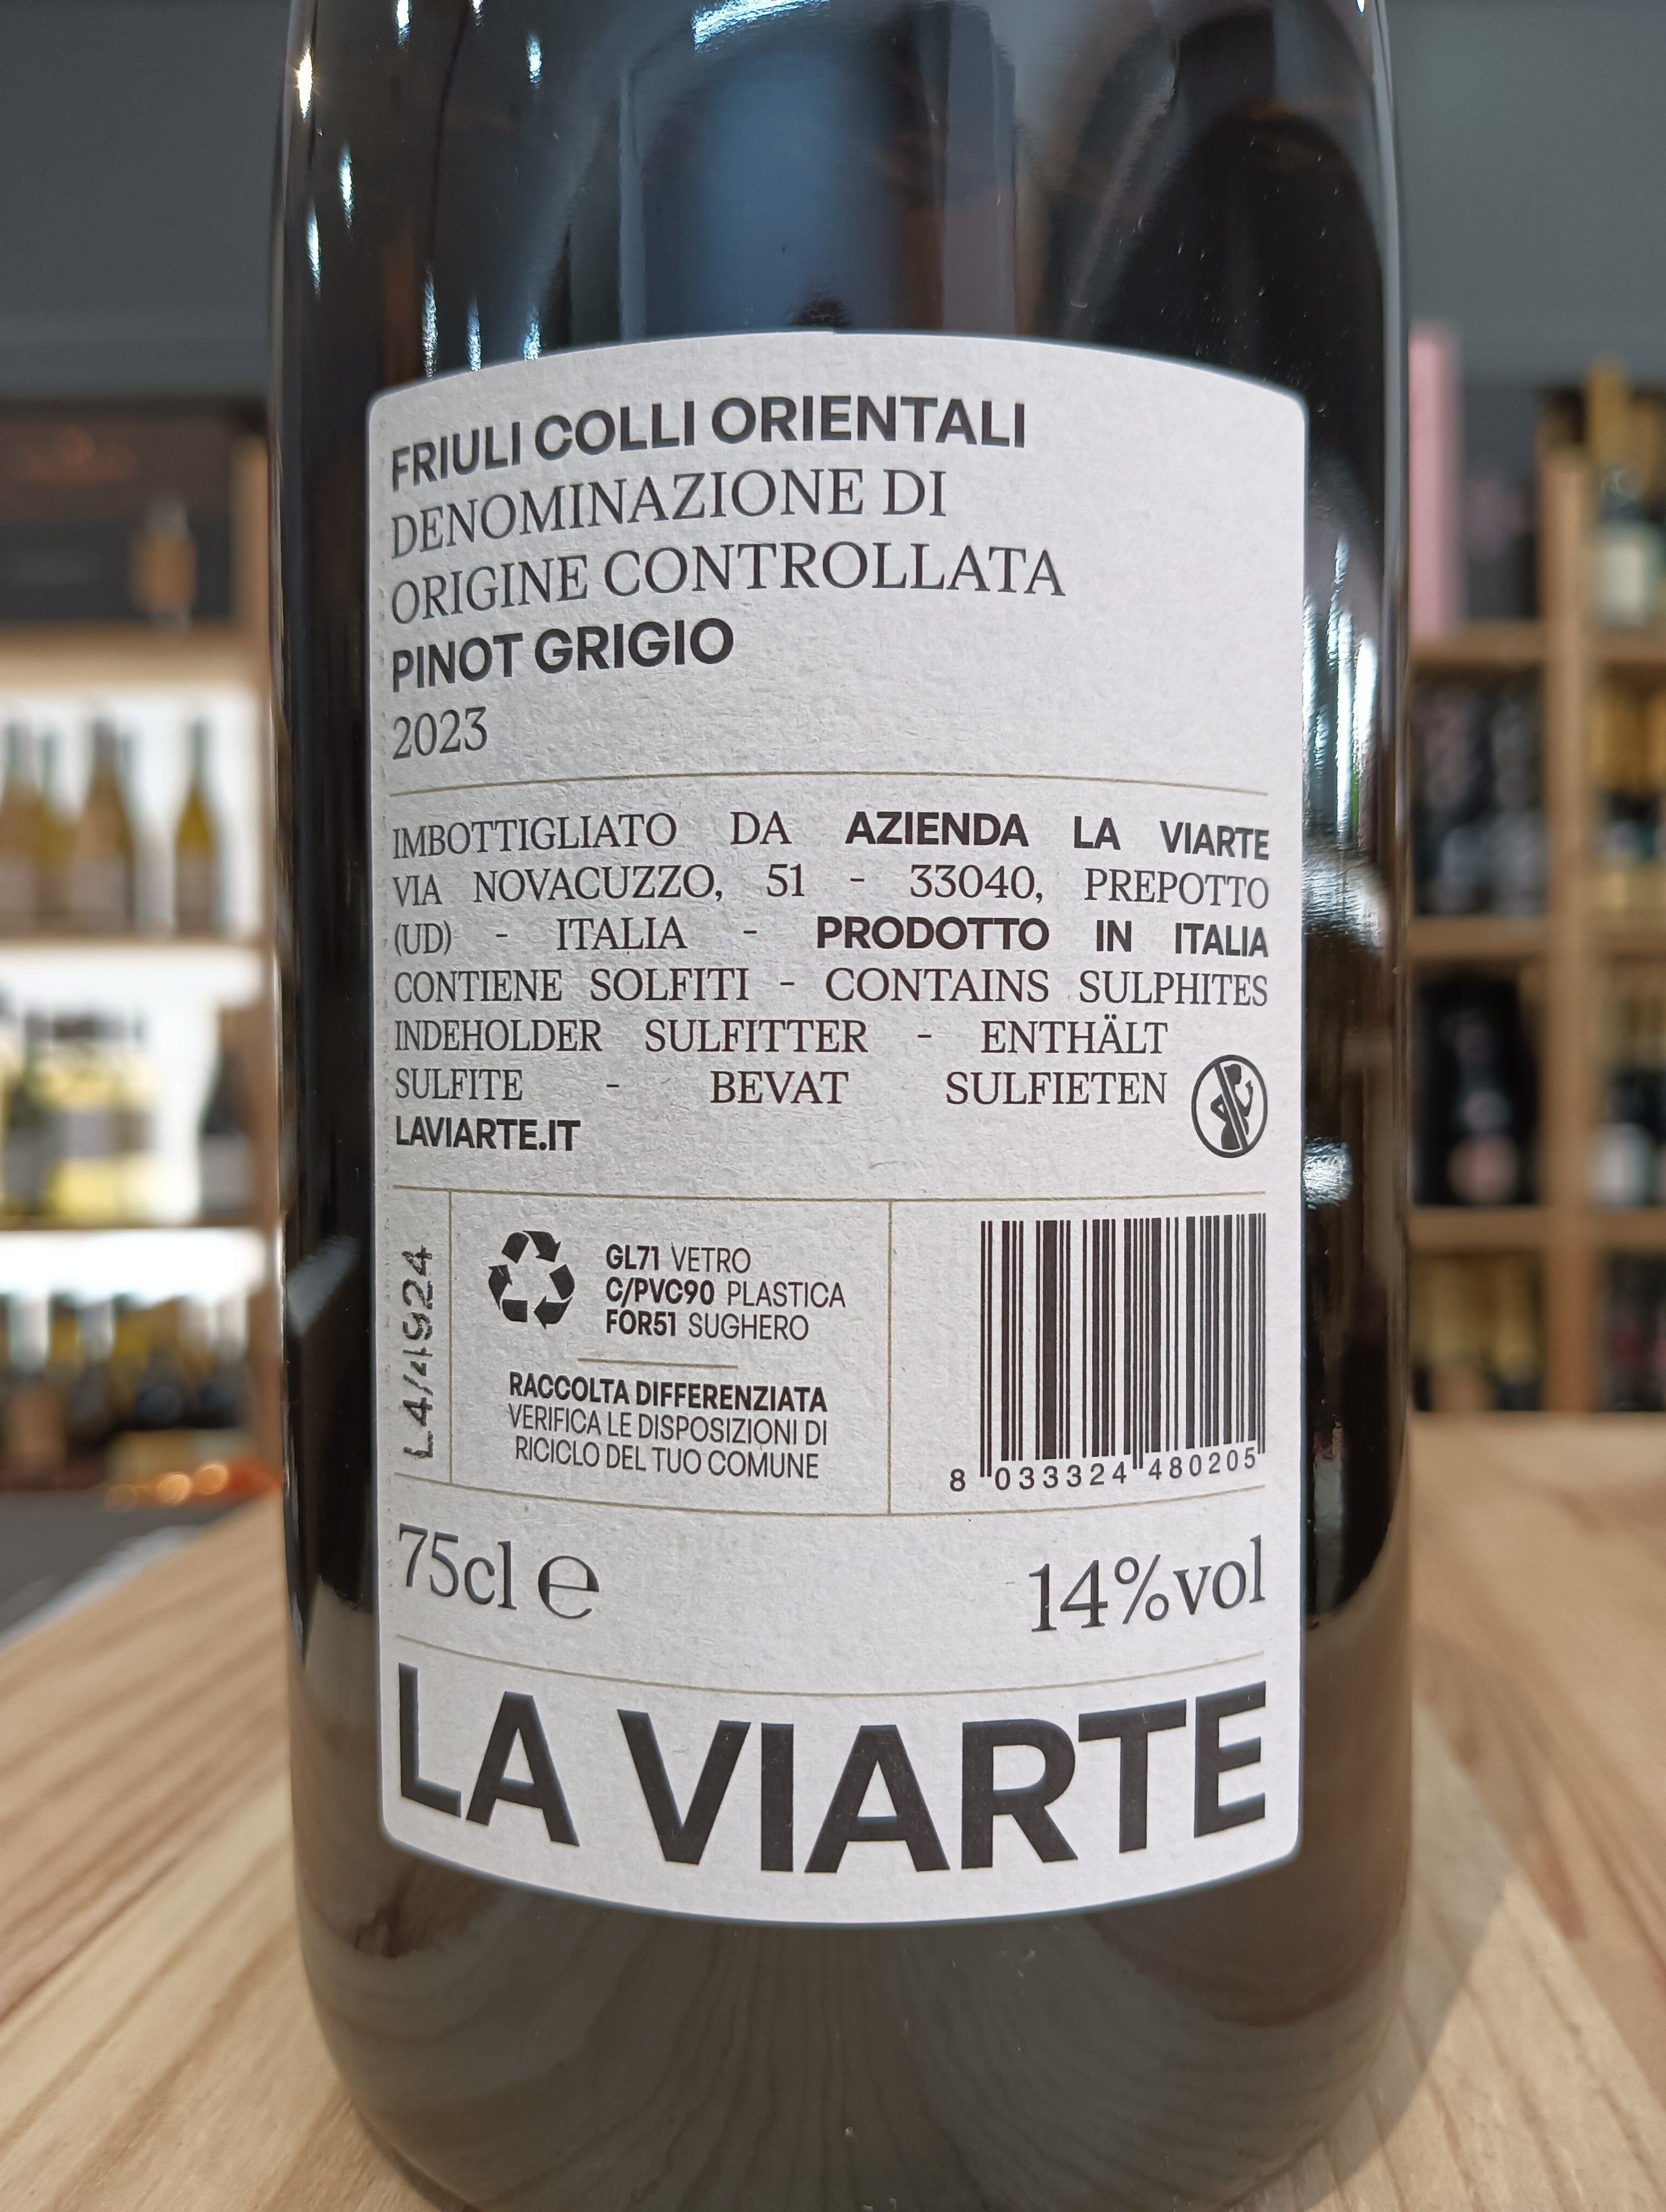 FRIULI COLLI ORIENTALI
DENOMINAZIONE DI
ORIGINE CONTROLLATA
PINOT GRIGIO
2023
IMBOTTIGLIATO DA AZIENDA LA VIARTE
VIA NOVACUZZO, 51 - 33040, PREPOTTO
(UD) - ITALIA - PRODOTTO IN ITALIA
CONTIENE SOLFITI - CONTAINS SULPHITES
INDEHOLDER SULFITTER - ENTHÄLT
SULFITE - BEVAT SULFIETEN
LAVIARTE.IT
L4/4924
GL71 VETRO
C/PVC90 PLASTICA
FOR51 SUGHERO
RACCOLTA DIFFERENZIATA
VERIFICA LE DISPOSIZIONI DI
RICICLO DEL TUO COMUNE
8 033324 480205
75cl e
14%vol
LA VIARTE